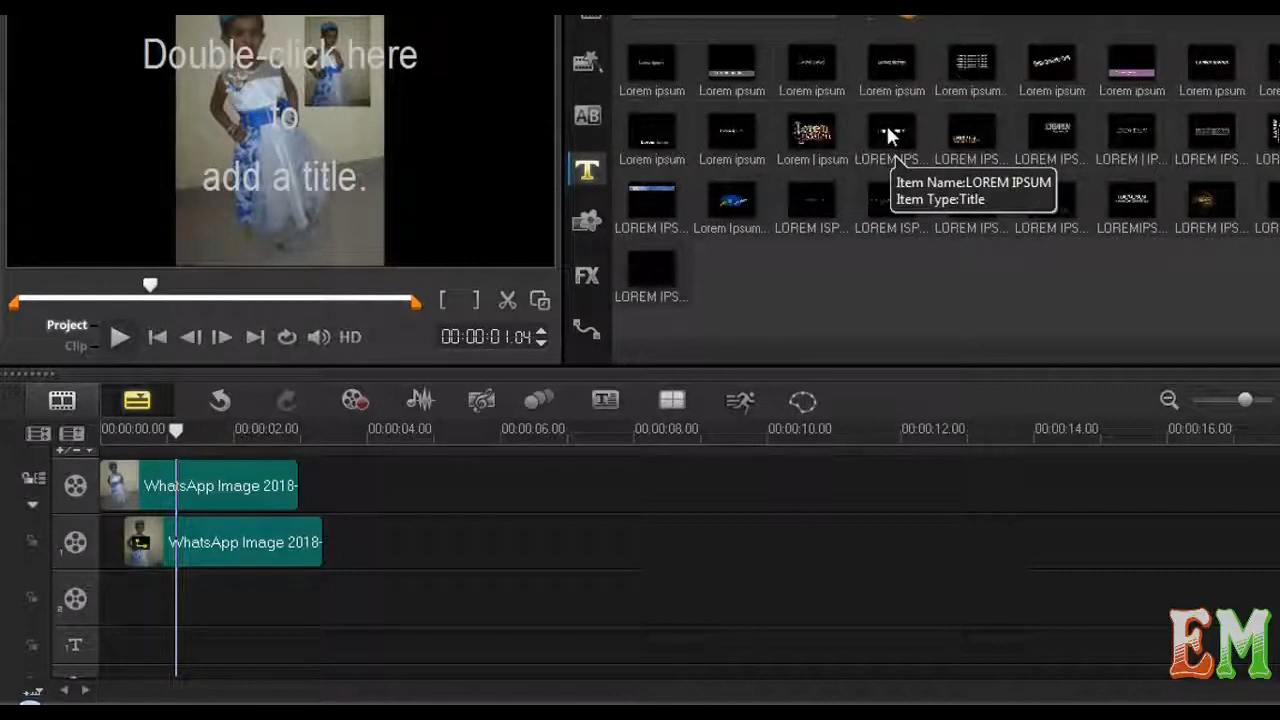 Double-click here
to
add a title.
Lorem ipsum
Lorem ipsum
Lorem ipsum
Lorem ipsum
Lorem ipsum..
Lorem ipsum
Lorem ipsum
Lorem ipsum
Lorem ipsum
Lorem ipsum
Lorem | ipsum
LOREM IPS...
LOREM IPS...
LOREM IPS...
LOREM | IP...
LOREM IPS...
Item Name:LOREM IPSUM
Item Type:Title
LOREM IPS...
Lorem Ipsum...
LOREM ISP...
LOREM ISP...
LOREM IPS...
LOREM IPS...
LOREMIPS...
LOREM IPS...
LOREM IPS...
AB
T
FX
Project
Clip
HD
00:00:01.04
00:00:00.00
00:00:02.00
00:00:04.00
00:00:06.00
00:00:08.00
00:00:10.00
00:00:12.00
00:00:14.00
00:00:16.00
WhatsApp Image 2018-
1
WhatsApp Image 2018-
2
1T
EM